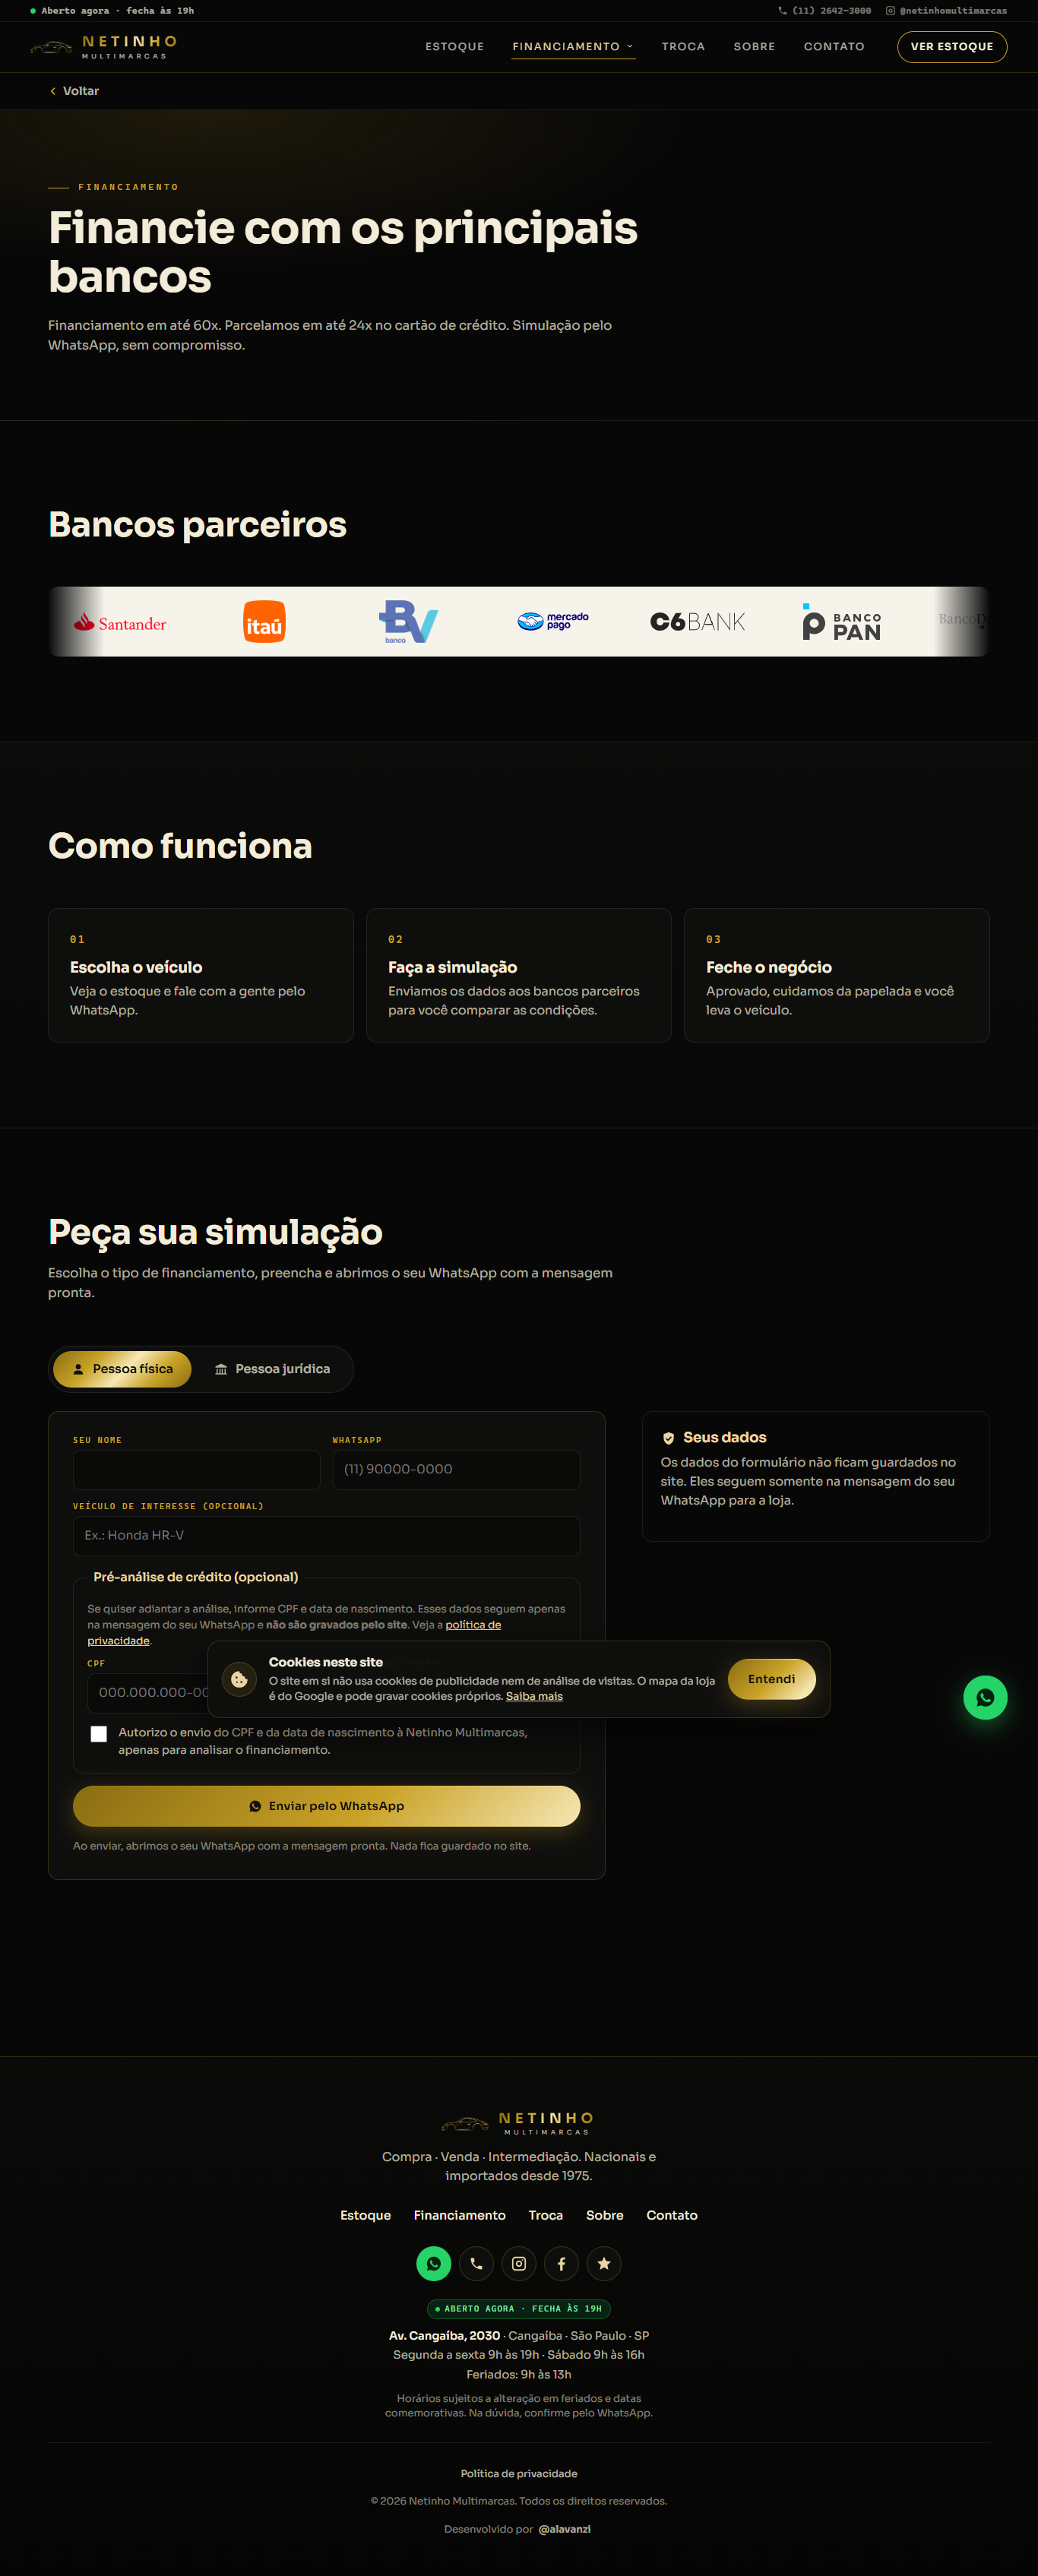 Aberto agora · fecha às 19h
(11) 2642-3000
@netinhomultimarcas
NETINHO
MULTIMARCAS
ESTOQUE
FINANCIAMENTO
TROCA
SOBRE
CONTATO
VER ESTOQUE
Voltar
FINANCIAMENTO
Financie com os principais
bancos
Financiamento em até 60x. Parcelamos em até 24x no cartão de crédito. Simulação pelo
WhatsApp, sem compromisso.
Bancos parceiros
Santander
itaú
BV
banco
mercado
pago
C6BANK
BANCO
PAN
Banco
Como funciona
01
Escolha o veículo
Veja o estoque e fale com a gente pelo
WhatsApp.
02
Faça a simulação
Enviamos os dados aos bancos parceiros
para você comparar as condições.
03
Feche o negócio
Aprovado, cuidamos da papelada e você
leva o veículo.
Peça sua simulação
Escolha o tipo de financiamento, preencha e abrimos o seu WhatsApp com a mensagem
pronta.
Pessoa física
Pessoa jurídica
SEU NOME
WHATSAPP
(11) 90000-0000
VEÍCULO DE INTERESSE (OPCIONAL)
Ex.: Honda HR-V
Pré-análise de crédito (opcional)
Se quiser adiantar a análise, informe CPF e data de nascimento. Esses dados seguem apenas
na mensagem do seu WhatsApp e não são gravados pelo site. Veja a política de
privacidade.
CPF
000.000.000-00
Autorizo o envio do CPF e da data de nascimento à Netinho Multimarcas,
apenas para analisar o financiamento.
Enviar pelo WhatsApp
Ao enviar, abrimos o seu WhatsApp com a mensagem pronta. Nada fica guardado no site.
Seus dados
Os dados do formulário não ficam guardados no
site. Eles seguem somente na mensagem do seu
WhatsApp para a loja.
Cookies neste site
O site em si não usa cookies de publicidade nem de análise de visitas. O mapa da loja
é do Google e pode gravar cookies próprios. Saiba mais
Entendi
NETINHO
MULTIMARCAS
Compra · Venda · Intermediação. Nacionais e
importados desde 1975.
Estoque
Financiamento
Troca
Sobre
Contato
ABERTO AGORA · FECHA ÀS 19H
Av. Cangaíba, 2030 · Cangaíba · São Paulo · SP
Segunda a sexta 9h às 19h · Sábado 9h às 16h
Feriados: 9h às 13h
Horários sujeitos a alteração em feriados e datas
comemorativas. Na dúvida, confirme pelo WhatsApp.
Política de privacidade
© 2026 Netinho Multimarcas. Todos os direitos reservados.
Desenvolvido por @alavanzi